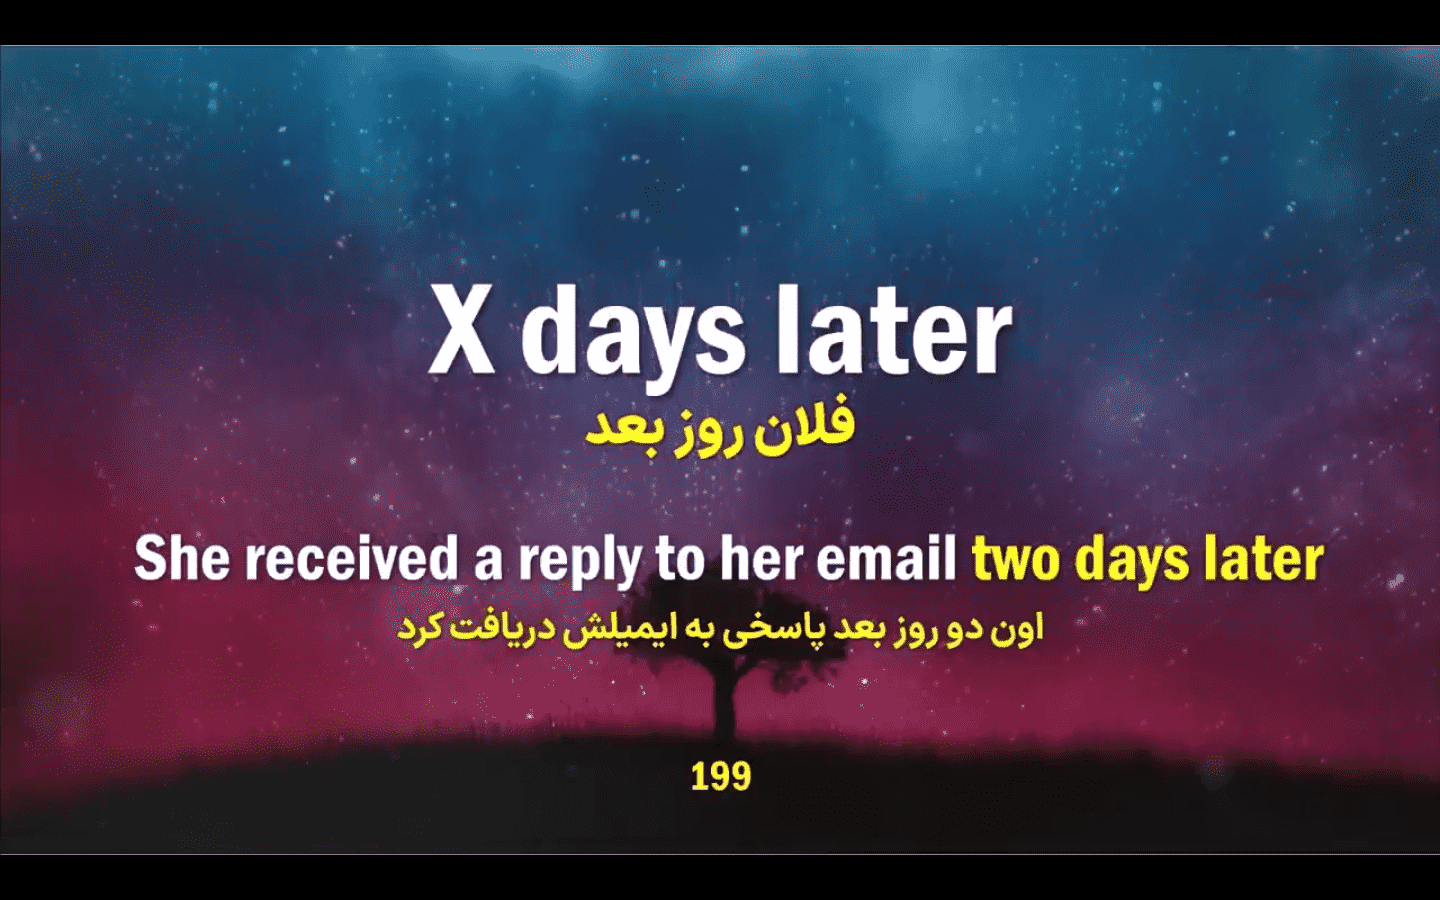 X days later
فلان روز بعد
She received a reply to her email two days later
اون دو روز بعد پاسخی به ایمیلش دریافت کرد
199